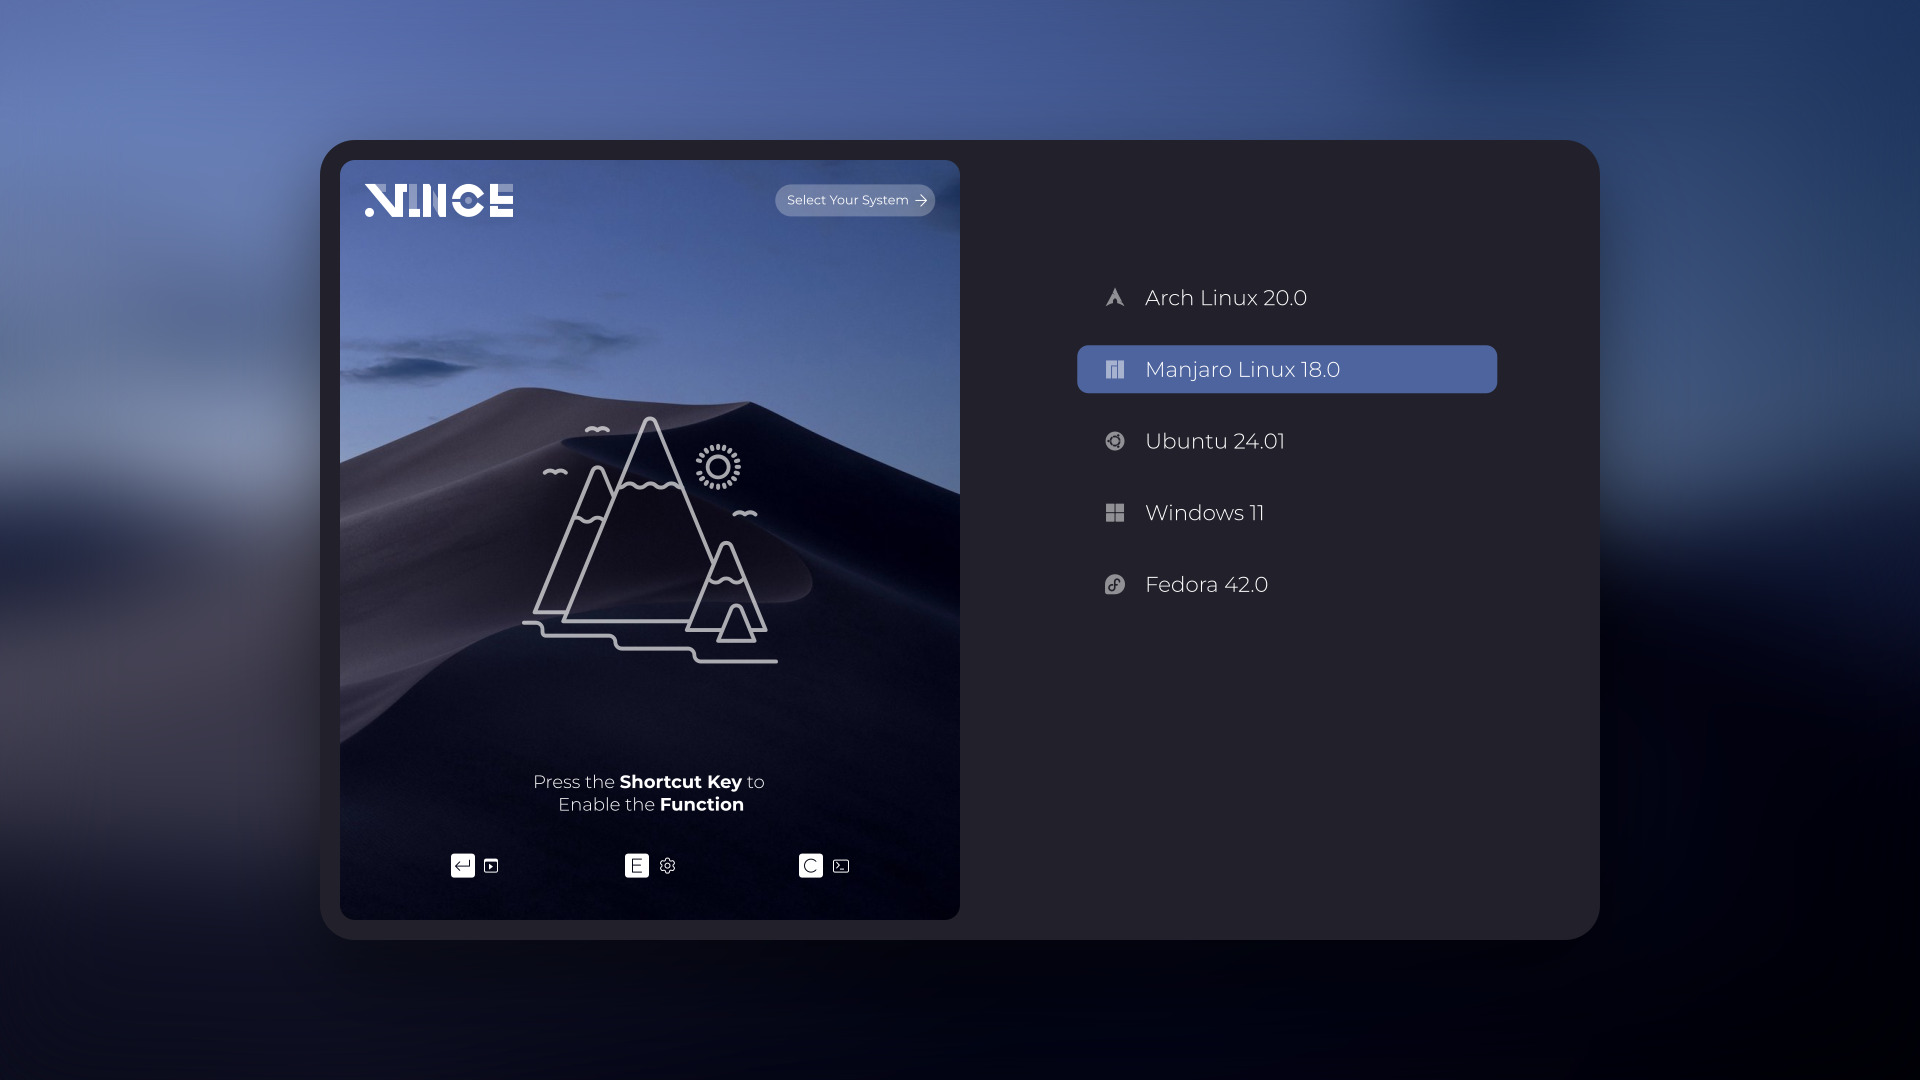 VINCE
Select Your System
Press the Shortcut Key to
Enable the Function
E
C
Arch Linux 20.0
Manjaro Linux 18.0
Ubuntu 24.01
Windows 11
Fedora 42.0